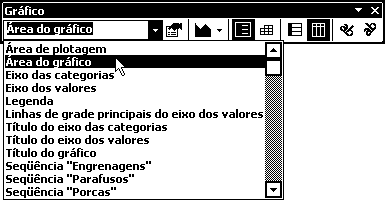 Gráfico
Área do gráfico
Área de plotagem
Área do gráfico
Eixo das categorias
Eixo dos valores
Legenda
Linhas de grade principais do eixo dos valores
Título do eixo das categorias
Título do eixo dos valores
Título do gráfico
Seqüência "Engrenagens"
Seqüência "Parafusos"
Seqüência "Porcas"